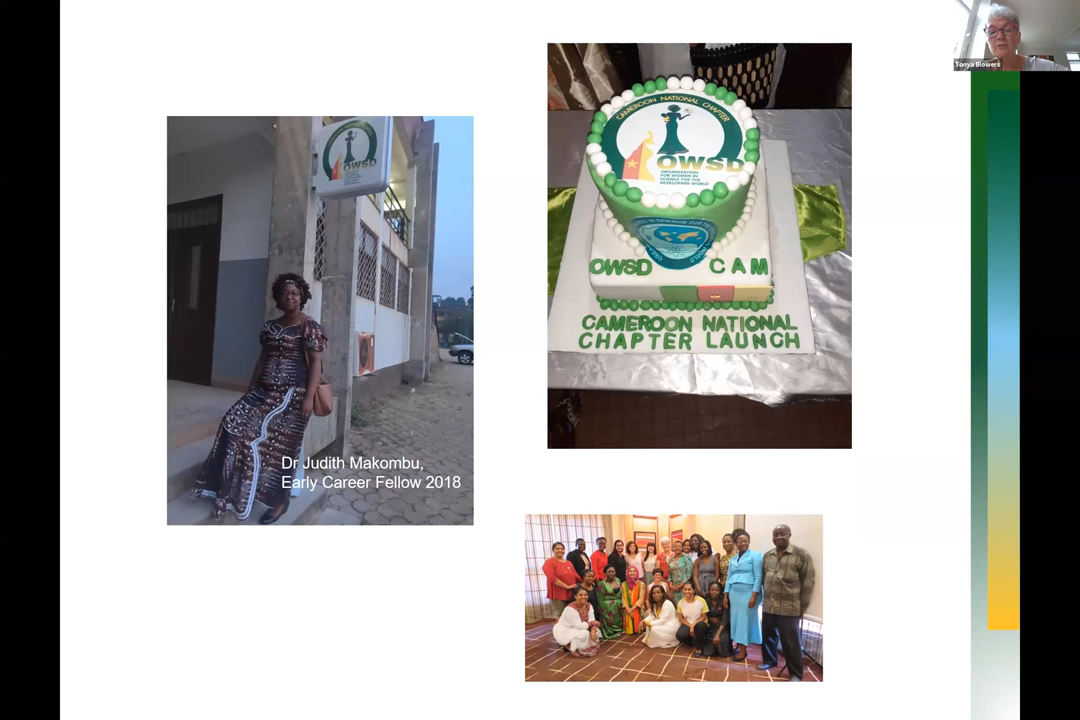 Tonya Blowers
OWSD
Dr Judith Makombu,
Early Career Fellow 2018
CAMEROON NATIONAL CHAPTER
OWSD
ORGANIZATION
FOR WOMEN IN
SCIENCE FOR THE
DEVELOPING WORLD
OWSD CAM
CAMEROON NATIONAL
CHAPTER LAUNCH